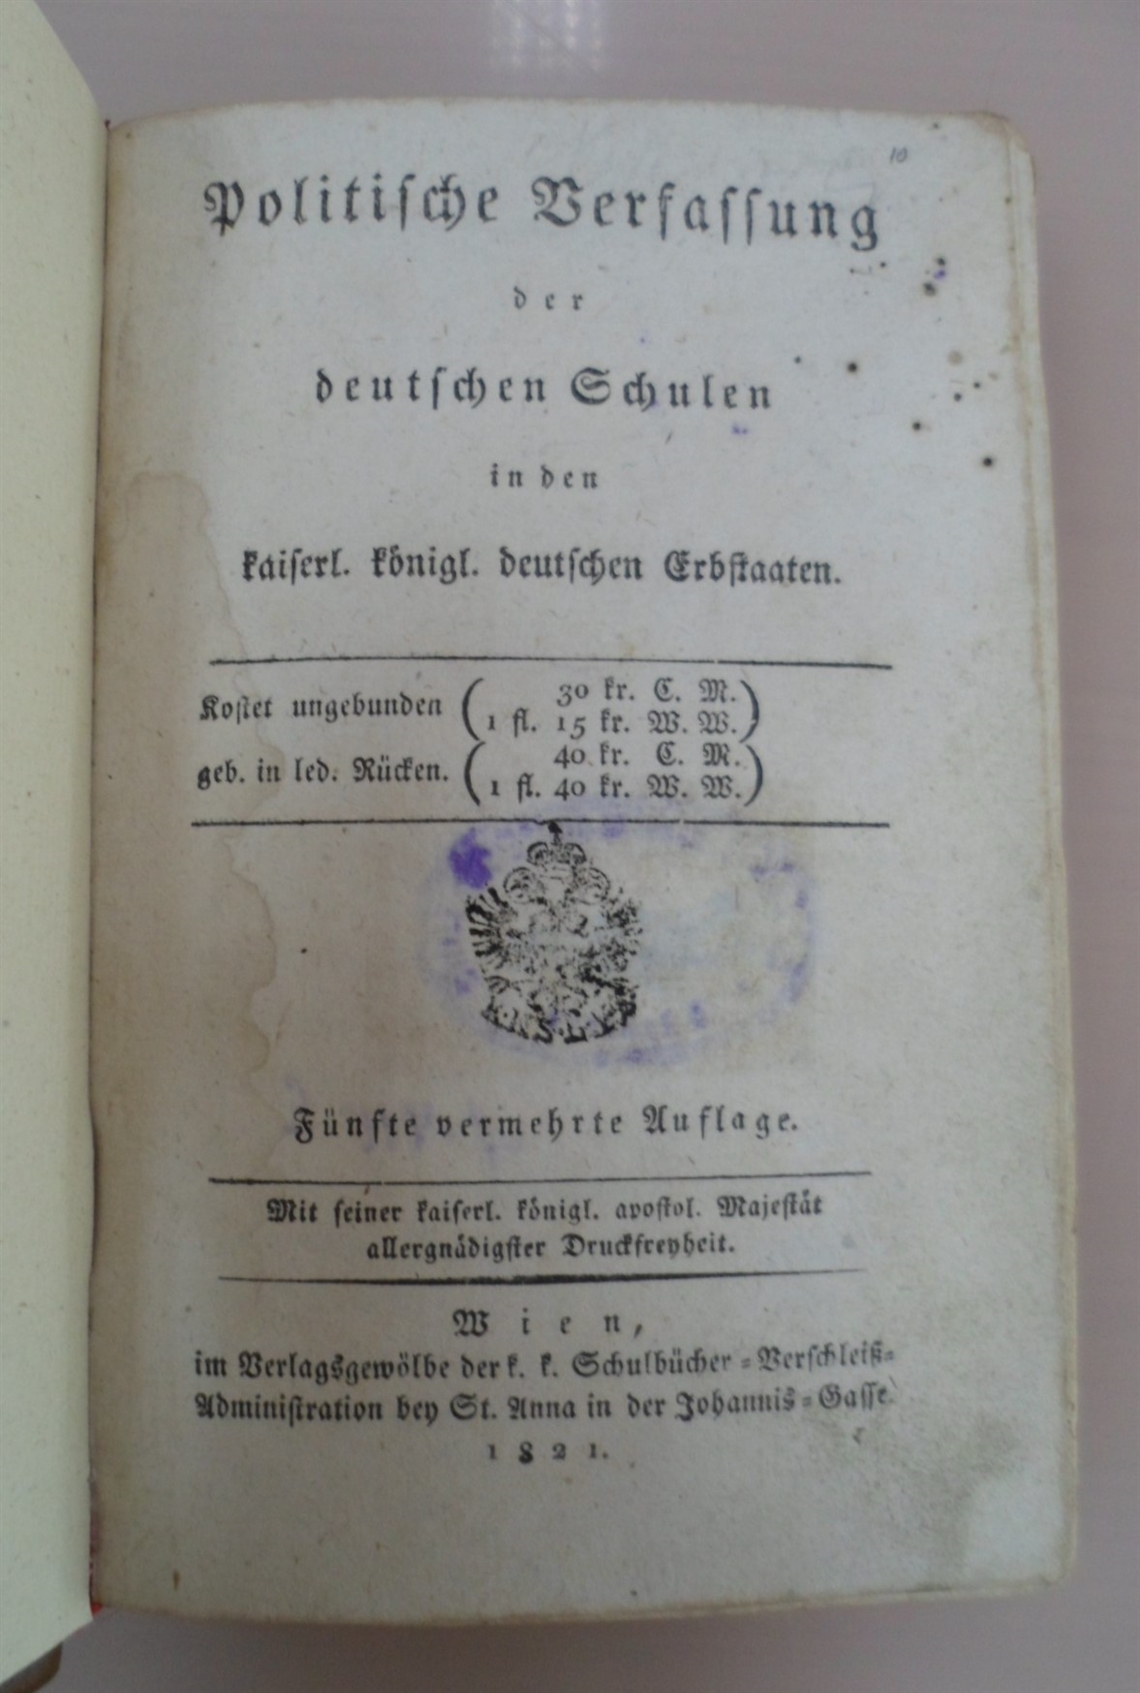 10
Politische Verfassung
der
deutschen Schulen
in den
kaiserl. königl. deutschen Erbstaaten.
Kostet ungebunden ( 30 kr. C. M. )
1 fl. 15 kr. W. W.
geb. in led. Rücken. ( 40 kr. C. M. )
1 fl. 40 kr. W. W.
Fünfte vermehrte Auflage.
Mit seiner kaiserl. königl. apostol. Majestät
allergnädigster Druckfreyheit.
Wien,
im Verlagsgewölbe der k. k. Schulbücher-Verschleiß-
Administration bey St. Anna in der Johannis-Gasse
1821.